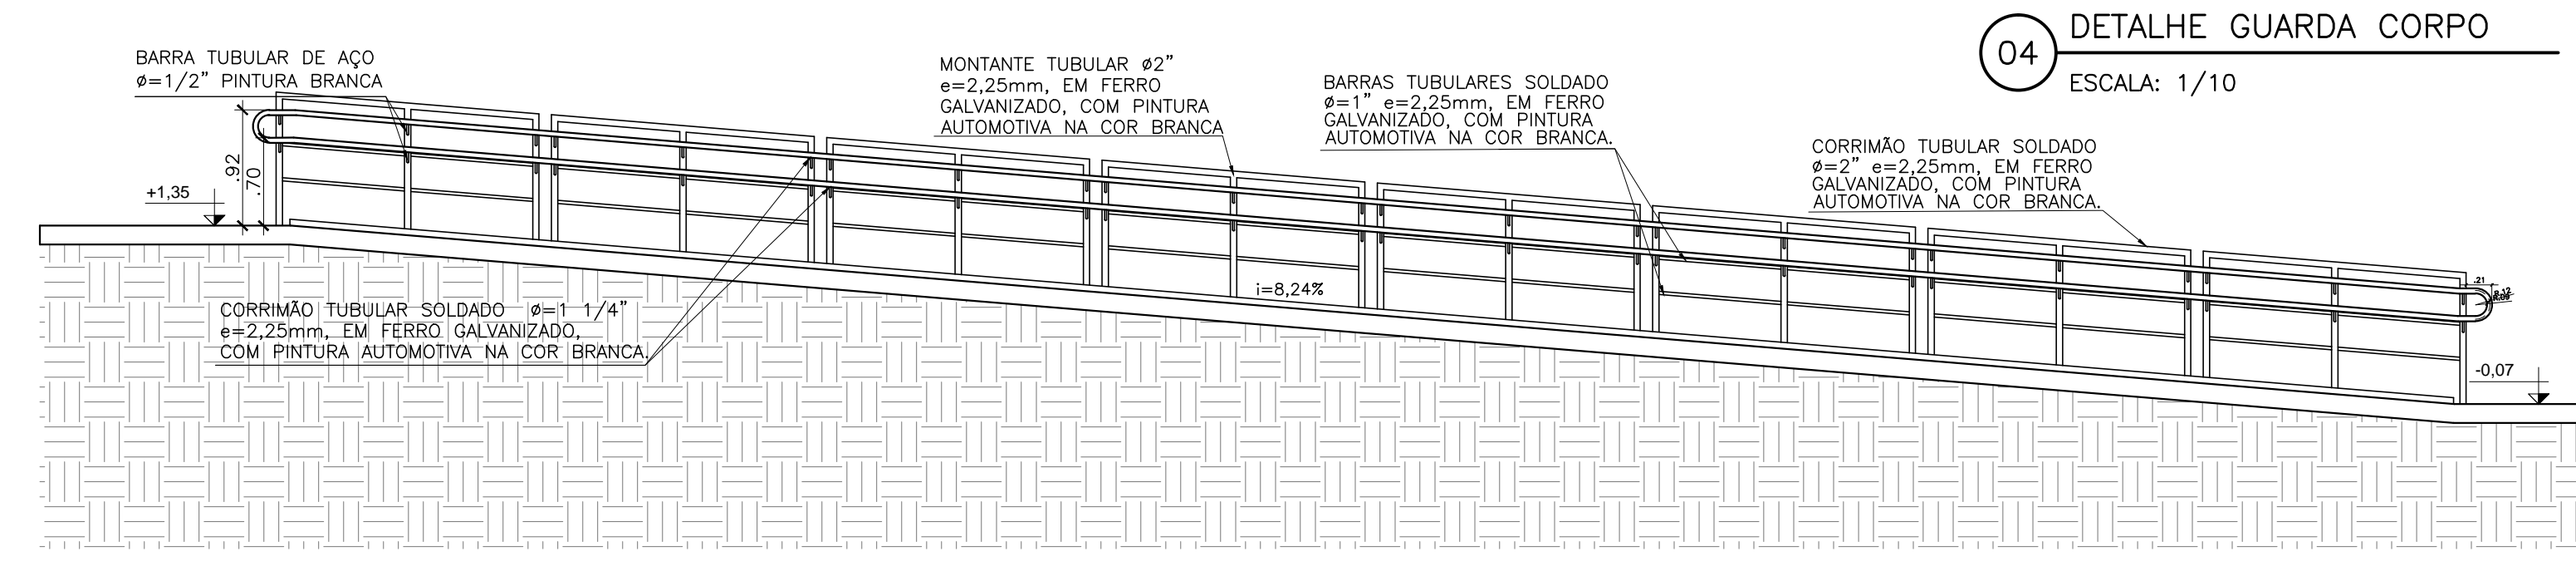 04
DETALHE GUARDA CORPO
ESCALA: 1/10
BARRA TUBULAR DE AÇO
ø=1/2” PINTURA BRANCA
MONTANTE TUBULAR ø2”
e=2,25mm, EM FERRO
GALVANIZADO, COM PINTURA
AUTOMOTIVA NA COR BRANCA
BARRAS TUBULARES SOLDADO
ø=1” e=2,25mm, EM FERRO
GALVANIZADO, COM PINTURA
AUTOMOTIVA NA COR BRANCA.
CORRIMÃO TUBULAR SOLDADO
ø=2” e=2,25mm, EM FERRO
GALVANIZADO, COM PINTURA
AUTOMOTIVA NA COR BRANCA.
.92
.70
+1,35
i=8,24%
.21
-0,07
CORRIMÃO TUBULAR SOLDADO ø=1 1/4”
e=2,25mm, EM FERRO GALVANIZADO,
COM PINTURA AUTOMOTIVA NA COR BRANCA.